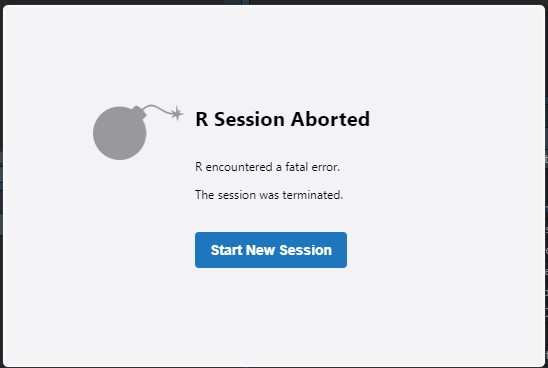 R Session Aborted
R encountered a fatal error.
The session was terminated.
Start New Session